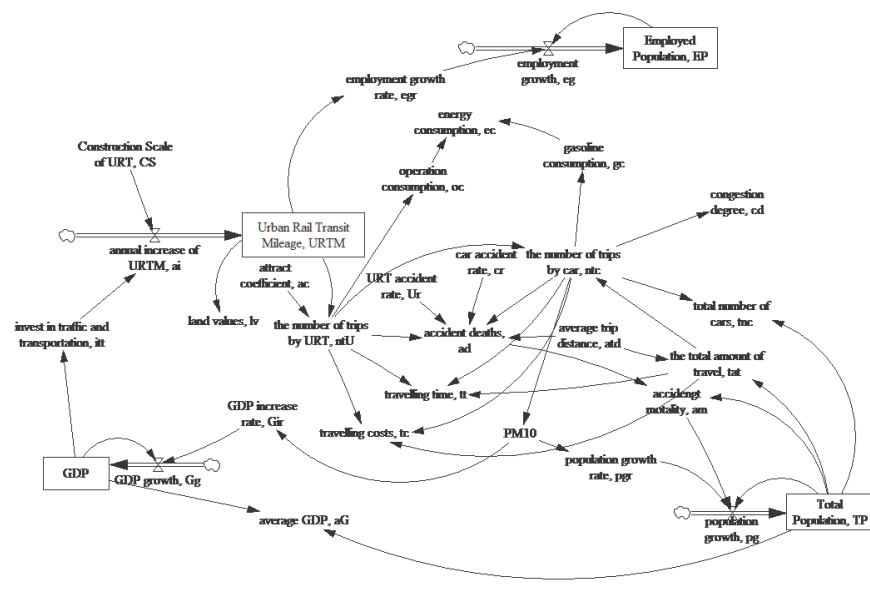 Employed
Population, EP
employment
growth, eg
employment growth
rate, egr
energy
consumption, ec
Construction Scale
of URT, CS
gasoline
consumption, gc
operation
consumption, oc
congestion
degree, cd
Urban Rail Transit
Mileage, URTM
annual increase of
URTM, ai
attract
coefficient, ac
car accident
rate, cr
the number of trips
by car, ntc
URT accident
rate, Ur
total number of
cars, tnc
land values, lv
the number of trips
by URT, ntU
accident deaths,
ad
average trip
distance, atd
invest in traffic and
transportation, itt
the total amount of
travel, tat
travelling time, tt
accidengt
motality, am
GDP increase
rate, Gir
travelling costs, tc
PM10
population growth
rate, pgr
GDP
GDP growth, Gg
Total
Population, TP
average GDP, aG
population
growth, pg